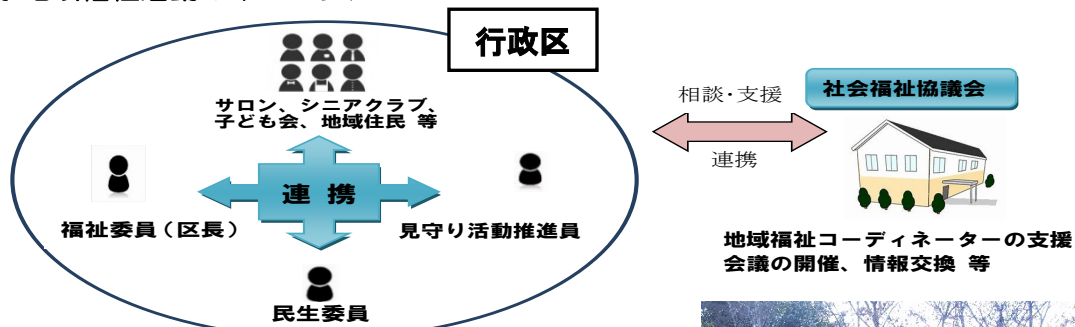 行政区
サロン、シニアクラブ、
子ども会、地域住民 等
連 携
福祉委員(区長)
見守り活動推進員
民生委員
相談・支援
連携
社会福祉協議会
地域福祉コーディネーターの支援
会議の開催、情報交換 等